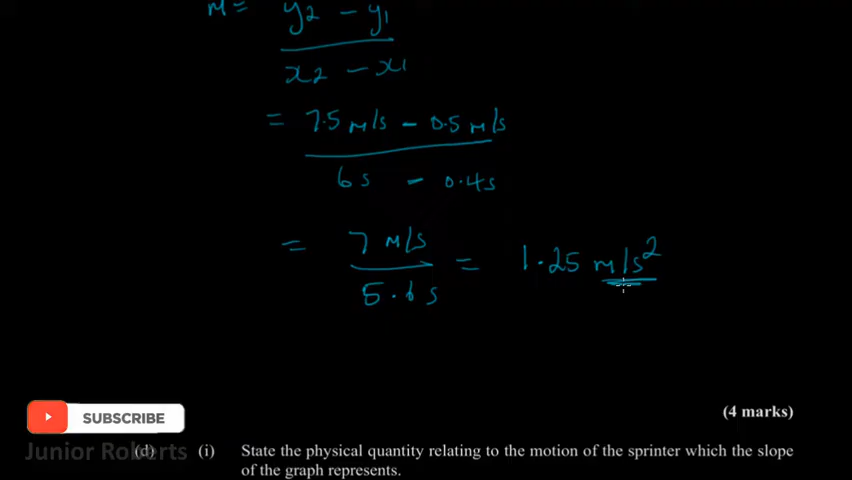 M = y2 - y1
x2 - x1
= 7.5 m/s - 0.5 m/s
6s - 0.4s
= 7 m/s = 1.25 m/s²
5.6 s
(4 marks)
SUBSCRIBE
Junior Roberts
(d) (i) State the physical quantity relating to the motion of the sprinter which the slope
of the graph represents.